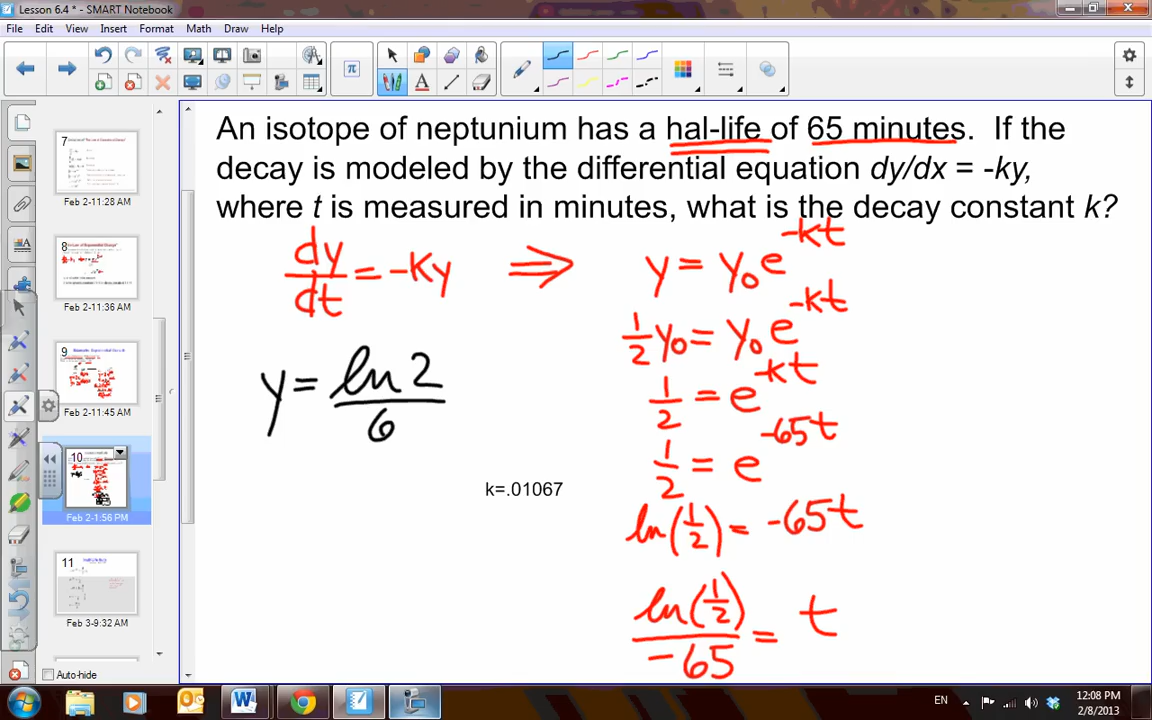 Lesson 6.4 * - SMART Notebook
File Edit View Insert Format Math Draw Help
7
Feb 2-11:28 AM
8
Feb 2-11:36 AM
9
Feb 2-11:45 AM
10
Feb 2-1:56 PM
11
Feb 3-9:32 AM
Auto-hide
An isotope of neptunium has a hal-life of 65 minutes. If the
decay is modeled by the differential equation dy/dx = -ky,
where t is measured in minutes, what is the decay constant k?
dy/dt = -Ky ⇒ y = y₀e^-kt
½y₀ = y₀e^-kt
½ = e^-kt
y = ln 2/6
½ = e^-65t
k=.01067
ln(½) = -65t
ln(½)/-65 = t
EN
12:08 PM
2/8/2013